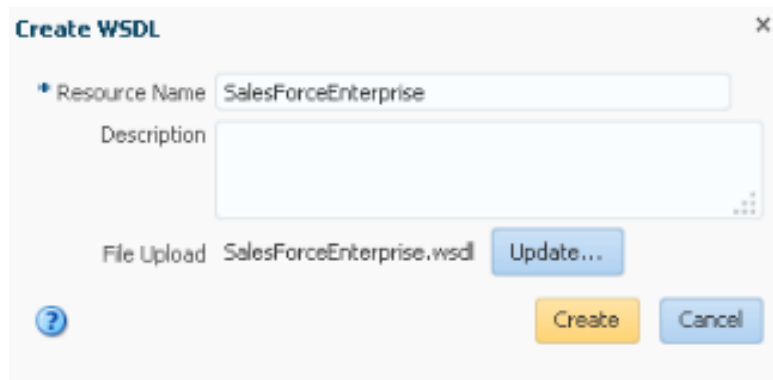 Create WSDL ×
* Resource Name SalesForceEnterprise
Description
File Upload SalesForceEnterprise.wsdl Update...
? Create Cancel